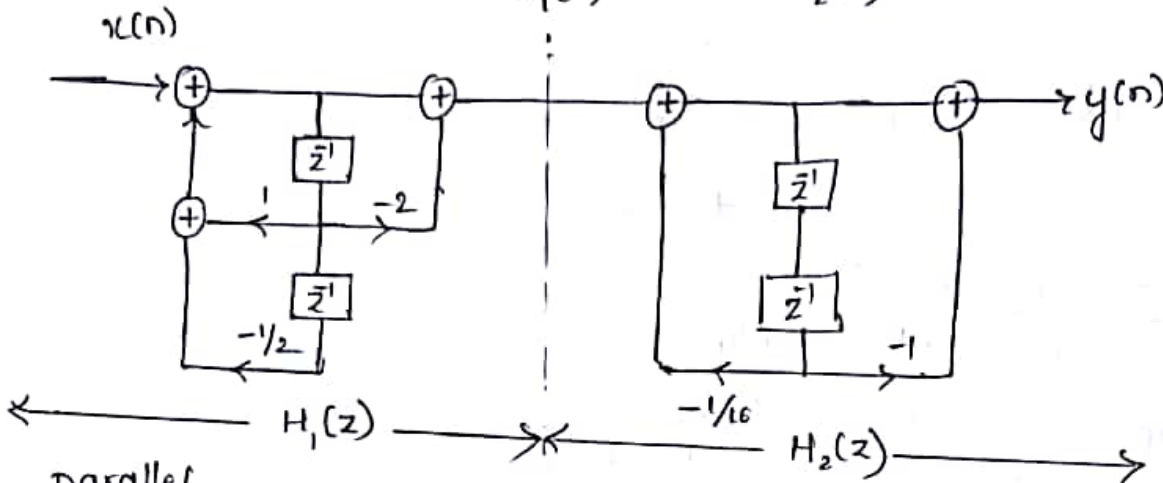 x(n)
+ + + + y(n)
z⁻¹ z⁻¹
+ 1 -2
z⁻¹ z⁻¹
-1/2 -1
-1/16
H₁(z) H₂(z)
parallel